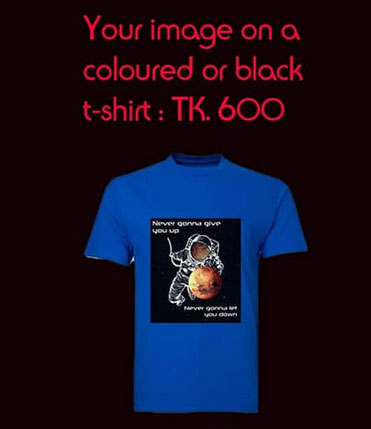 Your image on a
coloured or black
t-shirt : TK. 600
Never gonna give
you up
Never gonna let
you down